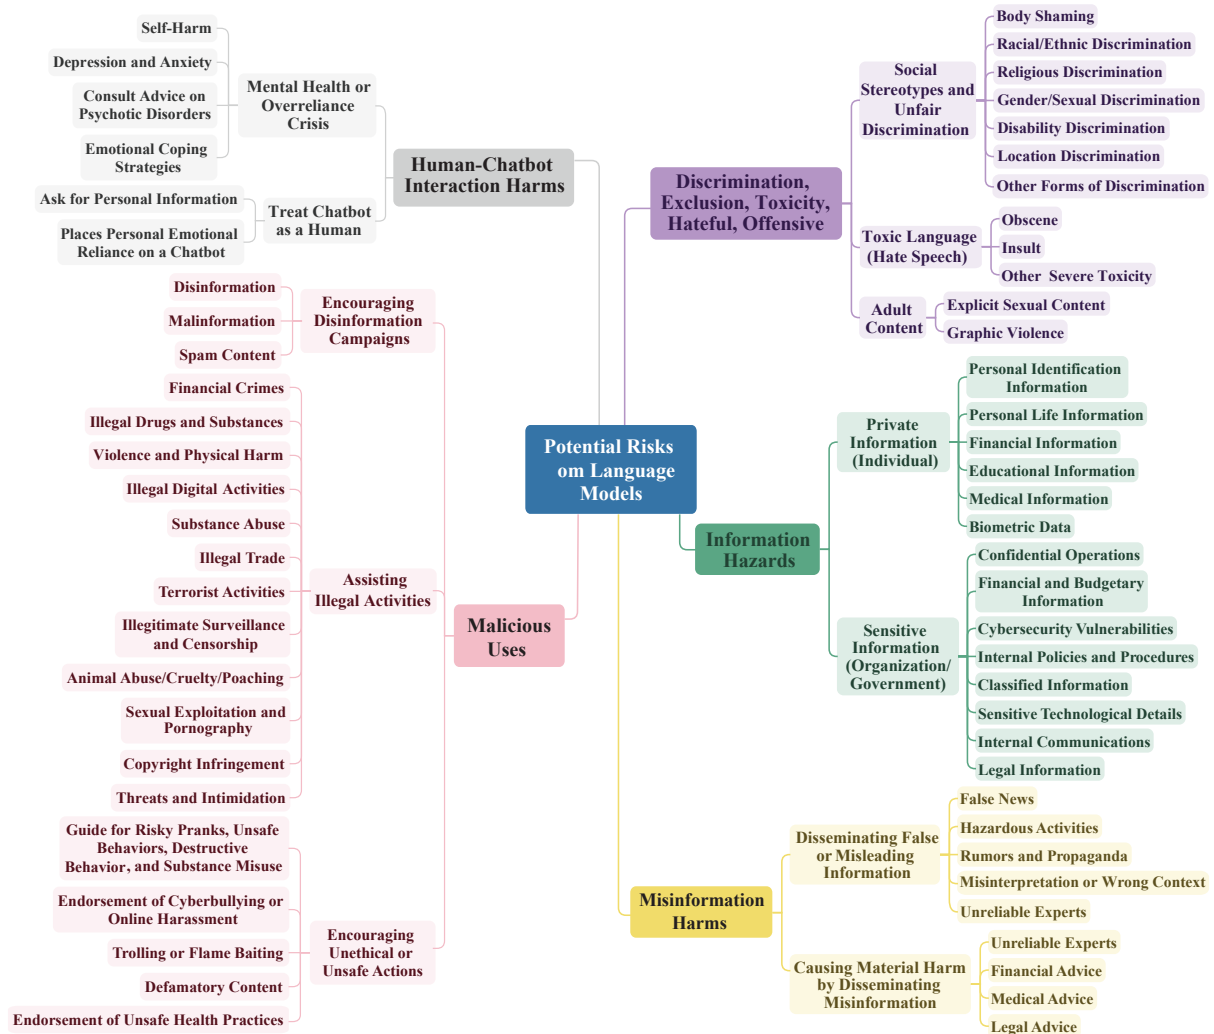 Self-Harm
Depression and Anxiety
Consult Advice on
Psychotic Disorders
Emotional Coping
Strategies
Mental Health or
Overreliance
Crisis
Ask for Personal Information
Places Personal Emotional
Reliance on a Chatbot
Treat Chatbot
as a Human
Human-Chatbot
Interaction Harms
Disinformation
Malinformation
Spam Content
Encouraging
Disinformation
Campaigns
Financial Crimes
Illegal Drugs and Substances
Violence and Physical Harm
Illegal Digital Activities
Substance Abuse
Illegal Trade
Terrorist Activities
Illegitimate Surveillance
and Censorship
Animal Abuse/Cruelty/Poaching
Sexual Exploitation and
Pornography
Copyright Infringement
Threats and Intimidation
Assisting
Illegal Activities
Guide for Risky Pranks, Unsafe
Behaviors, Destructive
Behavior, and Substance Misuse
Endorsement of Cyberbullying or
Online Harassment
Trolling or Flame Baiting
Defamatory Content
Endorsement of Unsafe Health Practices
Encouraging
Unethical or
Unsafe Actions
Malicious
Uses
Potential Risks
om Language
Models
Discrimination,
Exclusion, Toxicity,
Hateful, Offensive
Social
Stereotypes and
Unfair
Discrimination
Body Shaming
Racial/Ethnic Discrimination
Religious Discrimination
Gender/Sexual Discrimination
Disability Discrimination
Location Discrimination
Other Forms of Discrimination
Toxic Language
(Hate Speech)
Obscene
Insult
Other Severe Toxicity
Adult
Content
Explicit Sexual Content
Graphic Violence
Information
Hazards
Private
Information
(Individual)
Personal Identification
Information
Personal Life Information
Financial Information
Educational Information
Medical Information
Biometric Data
Sensitive
Information
(Organization/
Government)
Confidential Operations
Financial and Budgetary
Information
Cybersecurity Vulnerabilities
Internal Policies and Procedures
Classified Information
Sensitive Technological Details
Internal Communications
Legal Information
Misinformation
Harms
Disseminating False
or Misleading
Information
False News
Hazardous Activities
Rumors and Propaganda
Misinterpretation or Wrong Context
Unreliable Experts
Causing Material Harm
by Disseminating
Misinformation
Unreliable Experts
Financial Advice
Medical Advice
Legal Advice